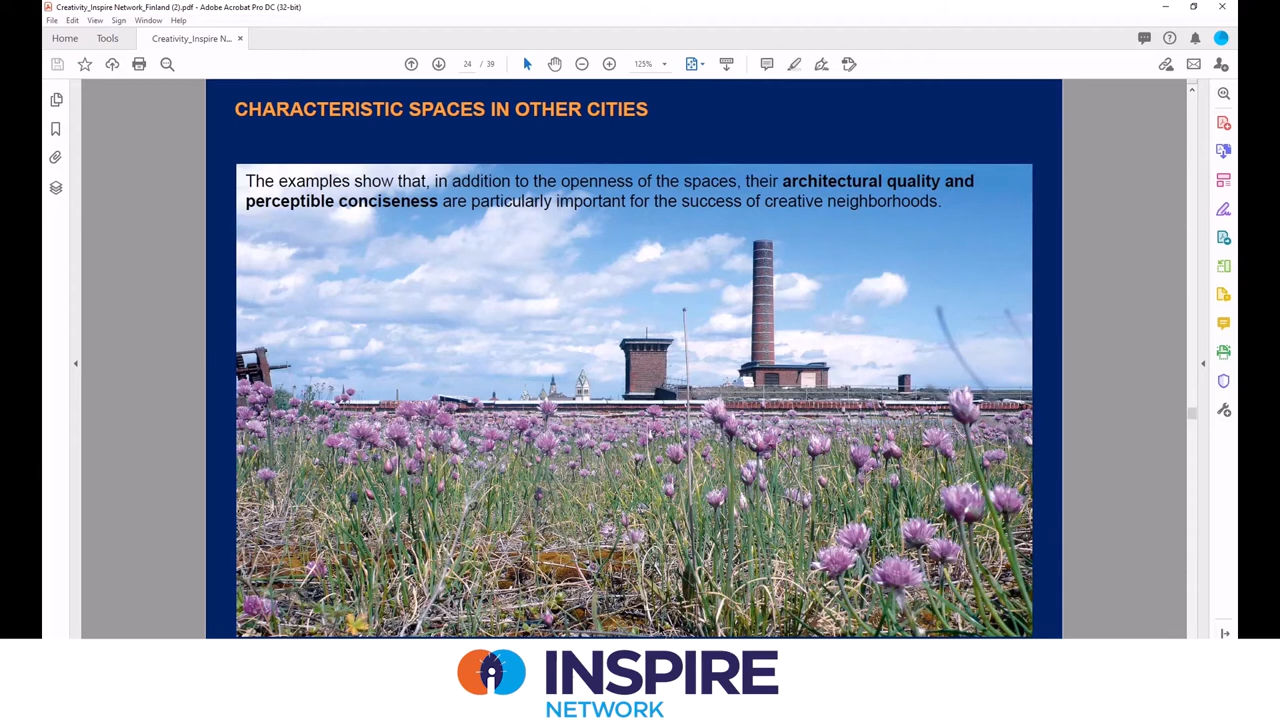 Creativity_Inspire Network_Finland (2).pdf - Adobe Acrobat Pro DC (32-bit)
File Edit View Sign Window Help
Home Tools Creativity_Inspire N... ×
24 / 39 125%
CHARACTERISTIC SPACES IN OTHER CITIES
The examples show that, in addition to the openness of the spaces, their architectural quality and
perceptible conciseness are particularly important for the success of creative neighborhoods.
INSPIRE
NETWORK